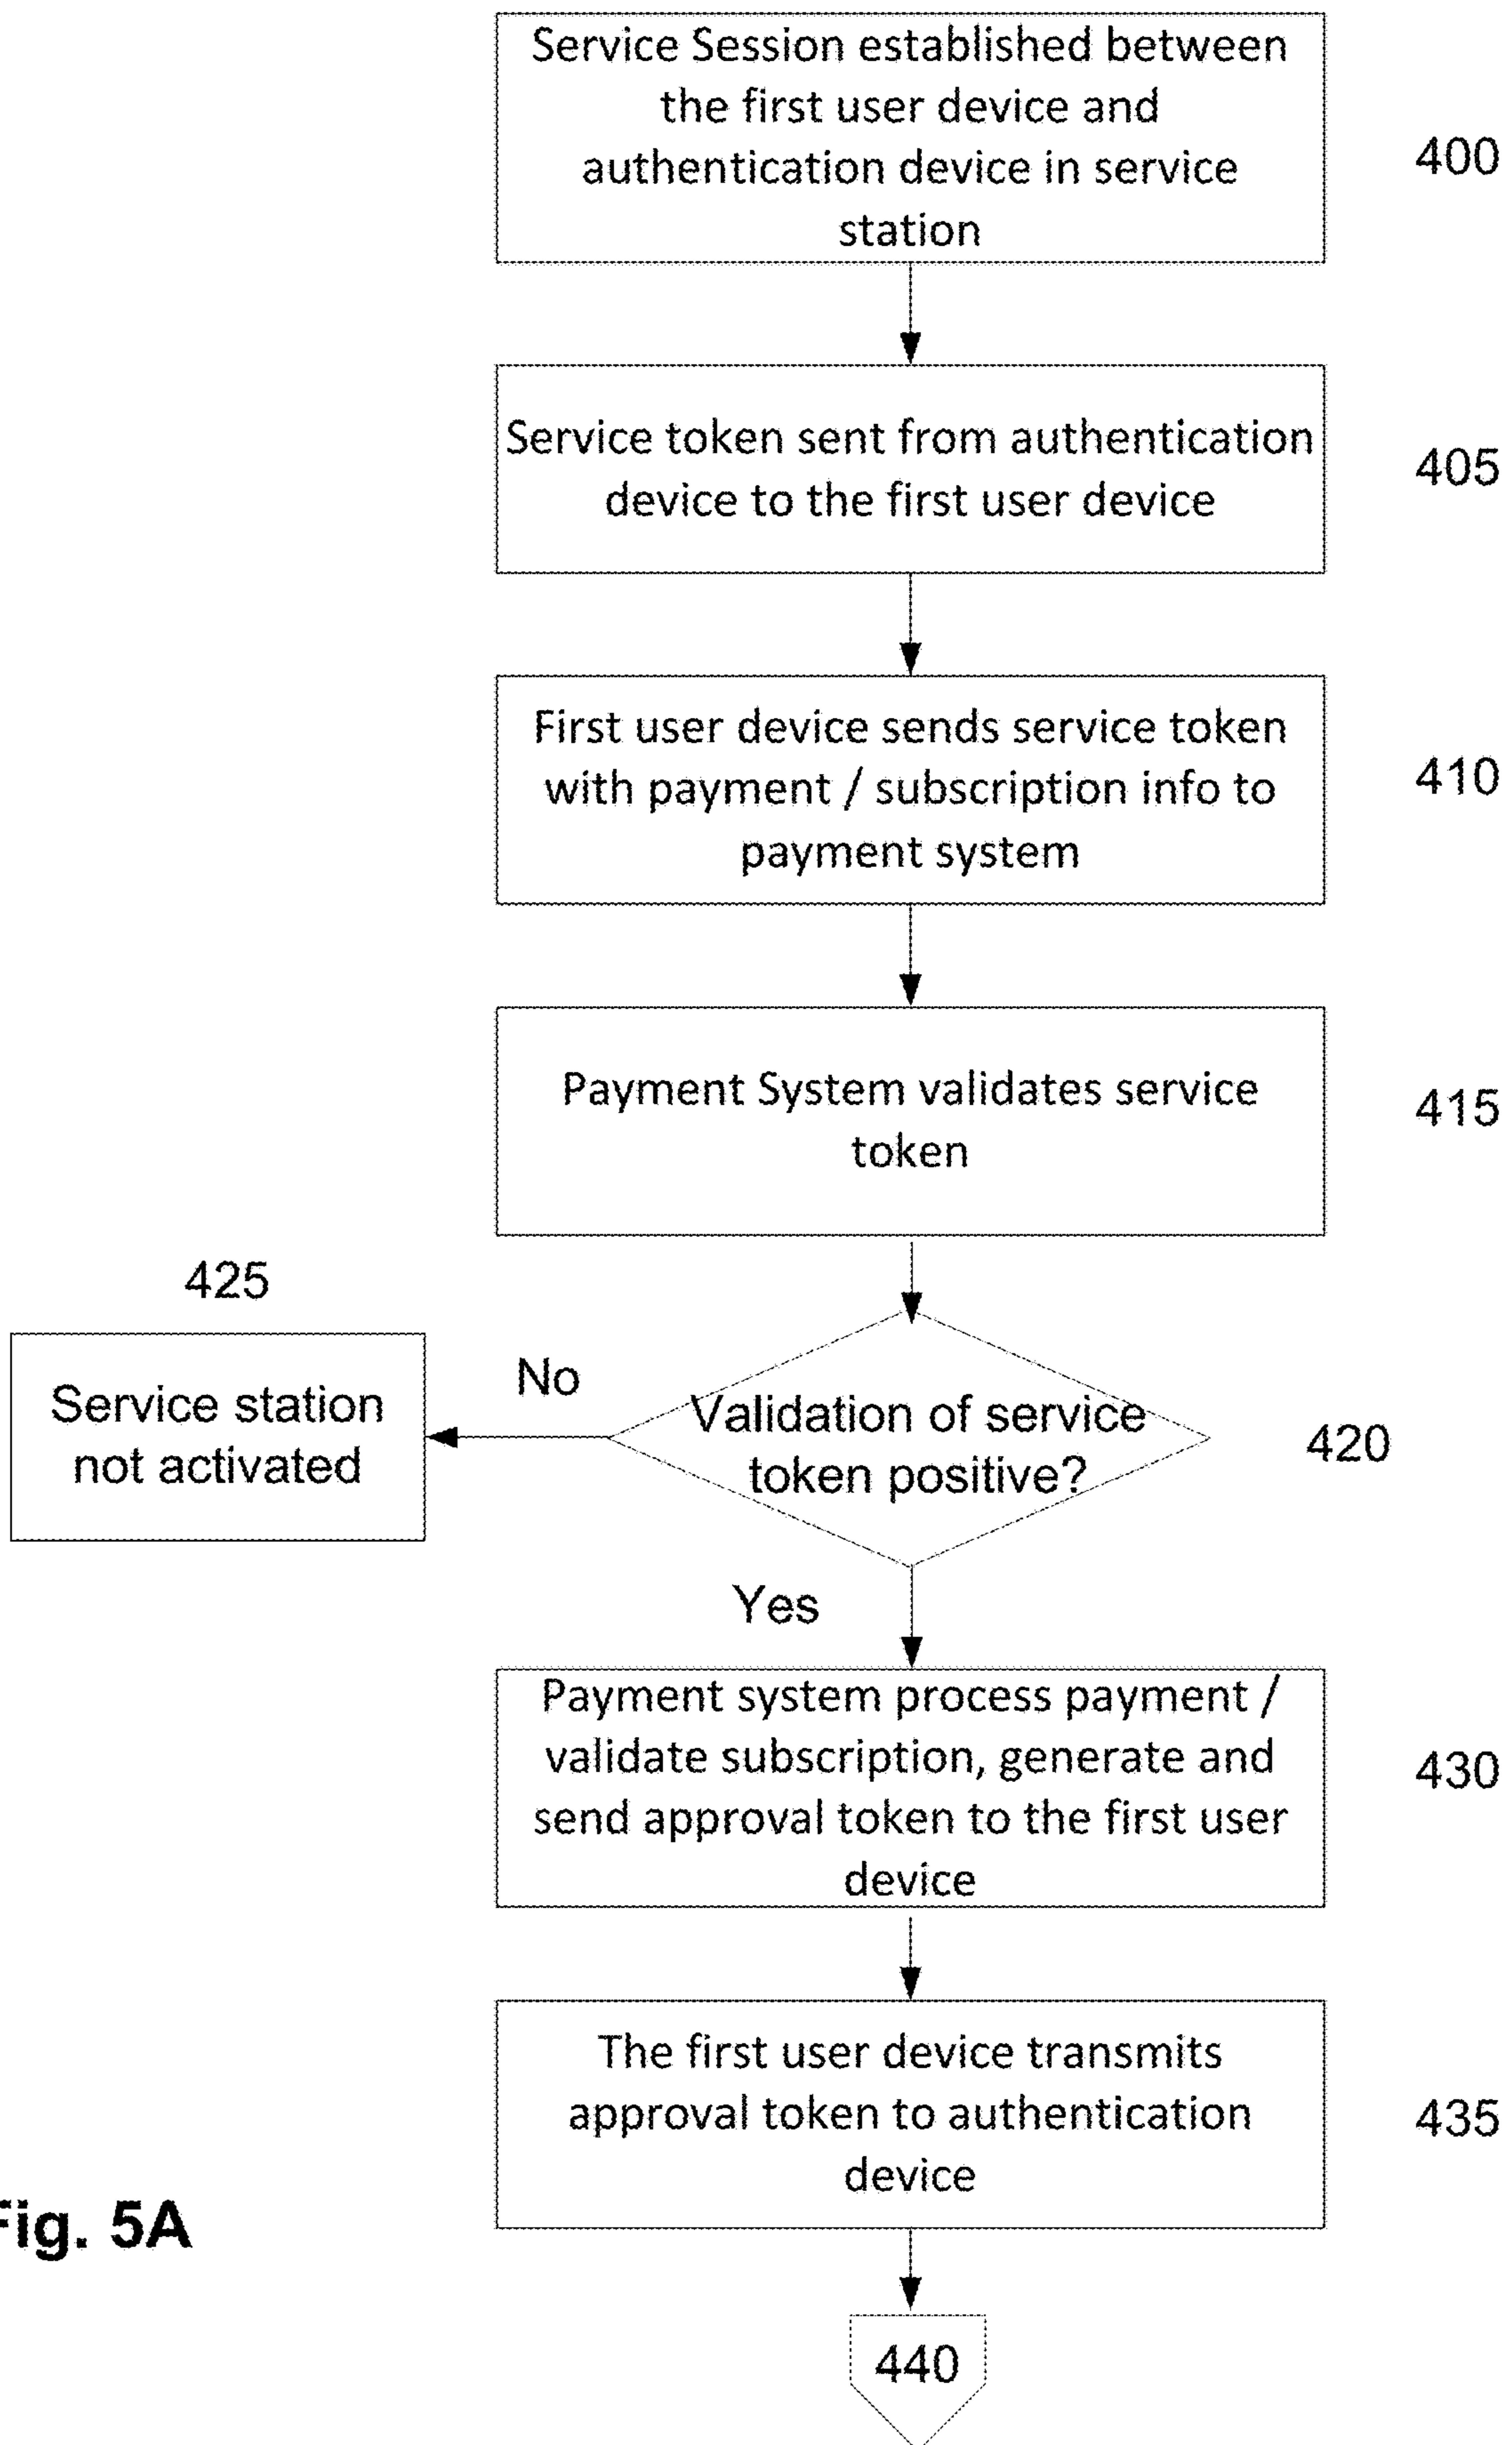 Service Session established between
the first user device and
authentication device in service
station
400
Service token sent from authentication
device to the first user device
405
First user device sends service token
with payment / subscription info to
payment system
410
Payment System validates service
token
415
425
Service station
not activated
No
Validation of service
token positive?
420
Yes
Payment system process payment /
validate subscription, generate and
send approval token to the first user
device
430
The first user device transmits
approval token to authentication
device
435
Fig. 5A
440